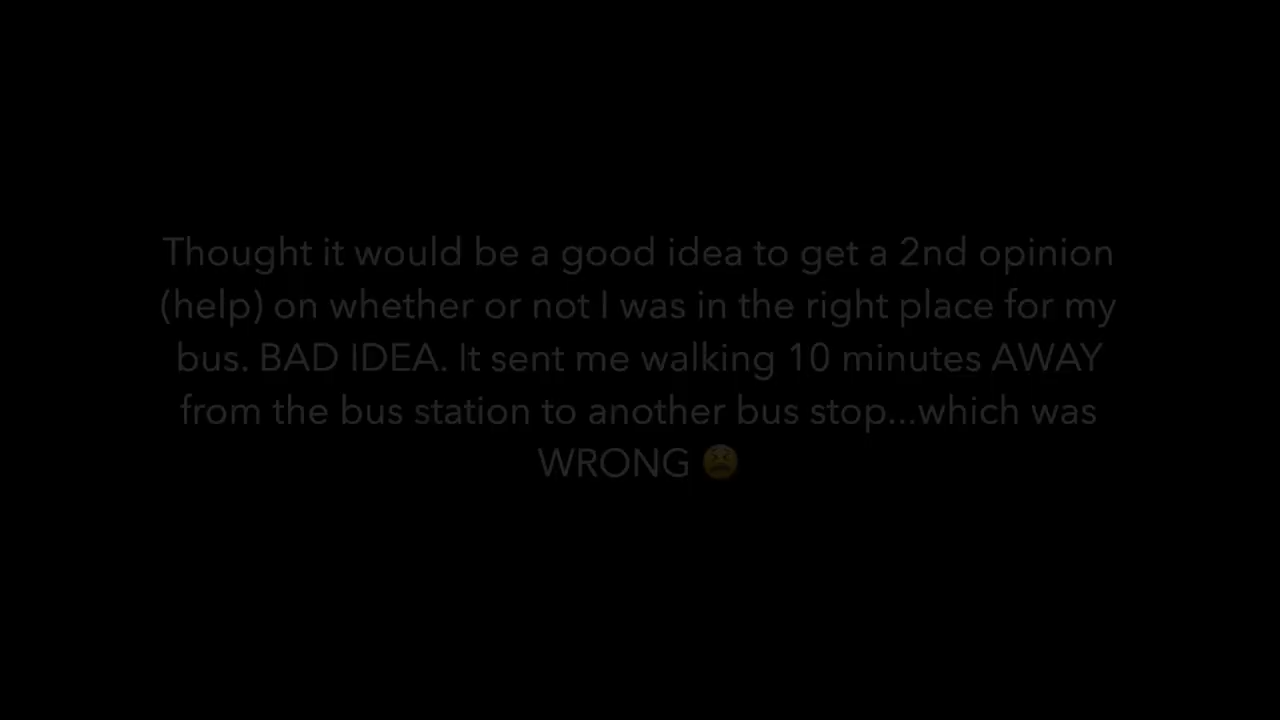 Thought it would be a good idea to get a 2nd opinion
(help) on whether or not I was in the right place for my
bus. BAD IDEA. It sent me walking 10 minutes AWAY
from the bus station to another bus stop...which was
WRONG 😫